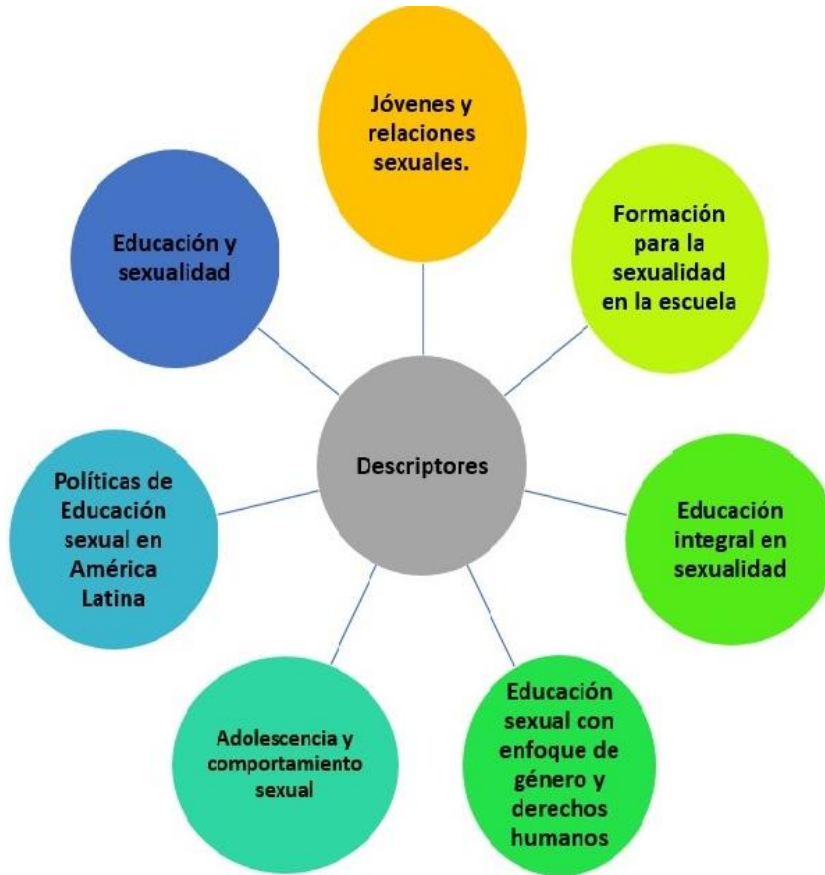 Jóvenes y
relaciones
sexuales.
Formación
para la
sexualidad
en la escuela
Educación
integral en
sexualidad
Educación
sexual con
enfoque de
género y
derechos
humanos
Adolescencia y
comportamiento
sexual
Políticas de
Educación
sexual en
América
Latina
Educación y
sexualidad
Descriptores